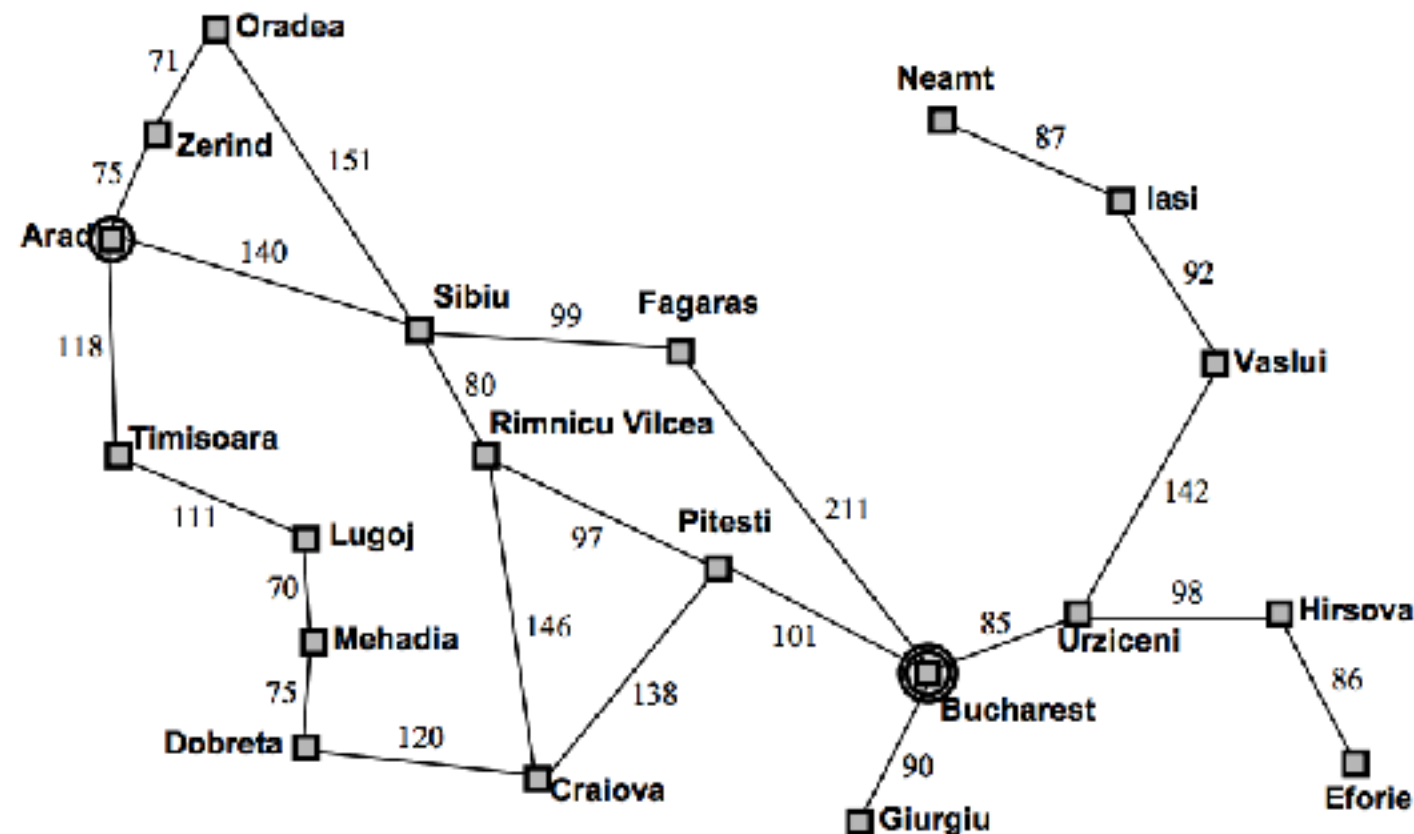 Oradea
71
Neamt
Zerind
87
151
75
Iasi
Arad
140
92
Sibiu
Fagaras
99
118
Vaslui
80
Rimnicu Vilcea
Timisoara
142
211
111
Pitesti
Lugoj
97
70
98
Hirsova
146
85
Mehadia
101
Urziceni
86
75
138
Bucharest
Dobreta
120
90
Craiova
Eforie
Giurgiu